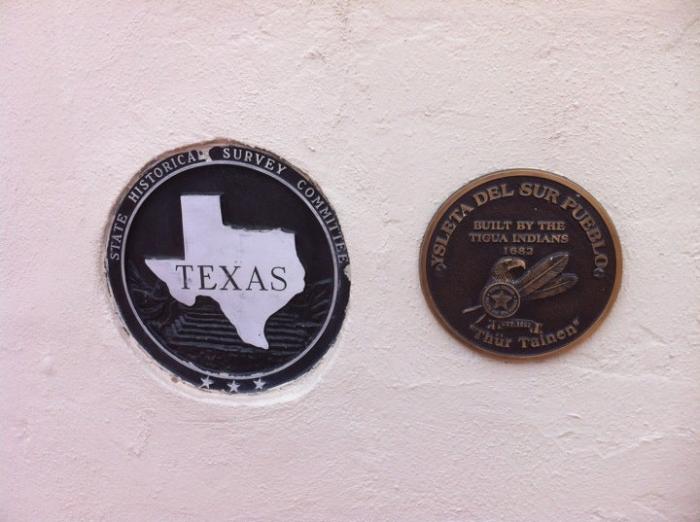 STATE HISTORICAL SURVEY COMMITTEE
TEXAS
YSLETA DEL SUR PUEBLO
BUILT BY THE
TIGUA INDIANS
1682
"Thür Tainen"